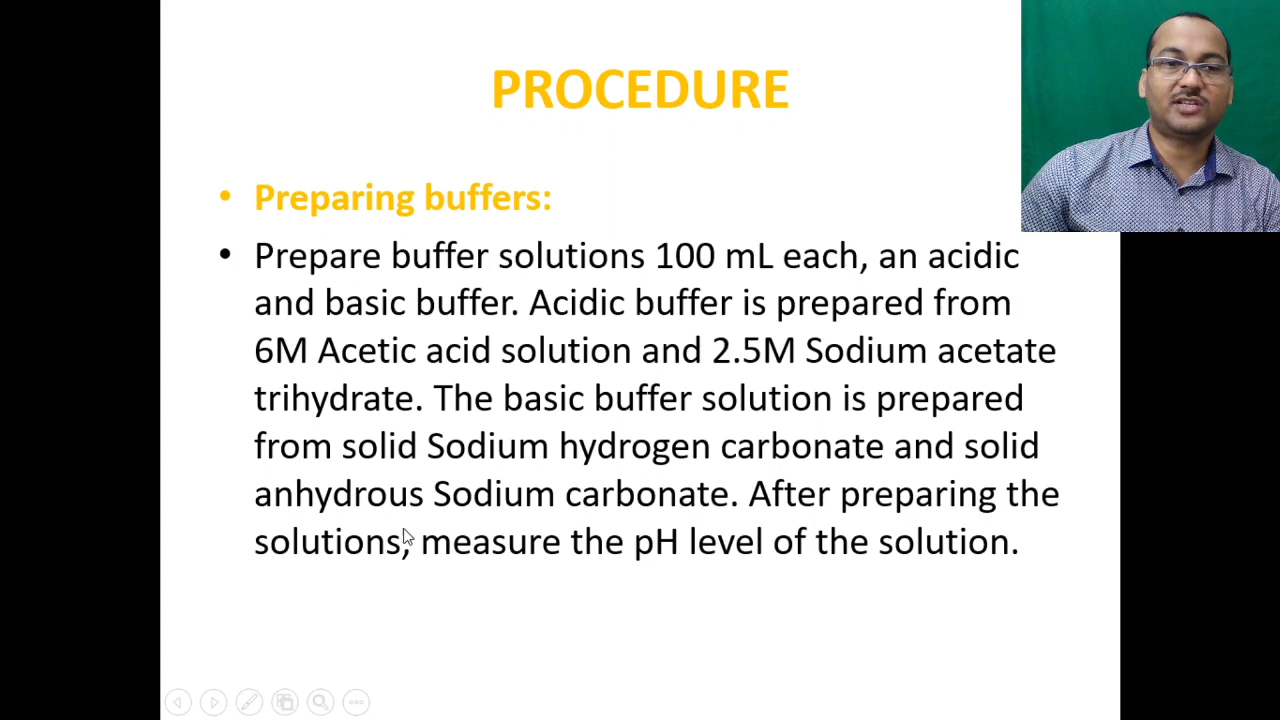 PROCEDURE
• Preparing buffers:
• Prepare buffer solutions 100 mL each, an acidic
and basic buffer. Acidic buffer is prepared from
6M Acetic acid solution and 2.5M Sodium acetate
trihydrate. The basic buffer solution is prepared
from solid Sodium hydrogen carbonate and solid
anhydrous Sodium carbonate. After preparing the
solutions, measure the pH level of the solution.